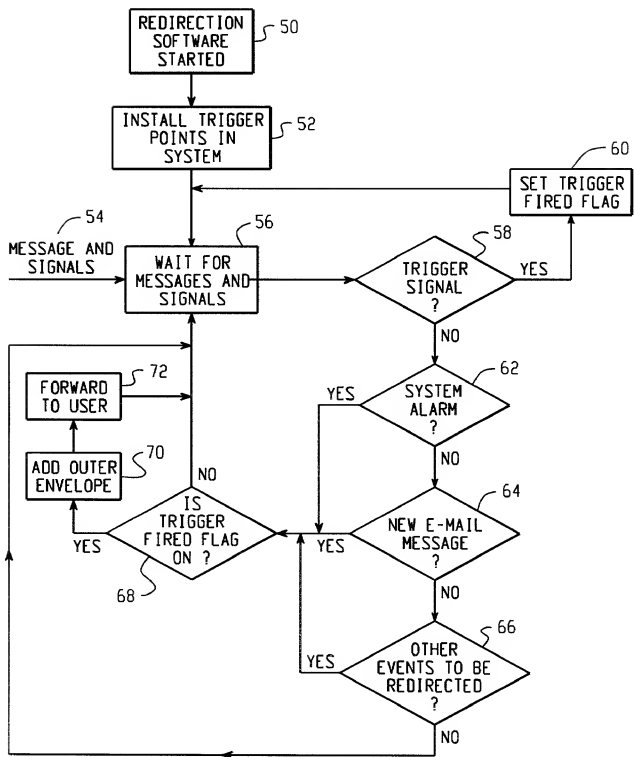 REDIRECTION
SOFTWARE
STARTED
50
INSTALL TRIGGER
POINTS IN
SYSTEM
52
60
SET TRIGGER
FIRED FLAG
54
MESSAGE AND
SIGNALS
56
WAIT FOR
MESSAGES AND
SIGNALS
58
TRIGGER
SIGNAL
?
YES
NO
62
SYSTEM
ALARM
?
YES
NO
72
FORWARD
TO USER
70
ADD OUTER
ENVELOPE
NO
IS
TRIGGER
FIRED FLAG
ON ?
YES
68
64
NEW E-MAIL
MESSAGE
?
YES
NO
66
OTHER
EVENTS TO BE
REDIRECTED
?
YES
NO